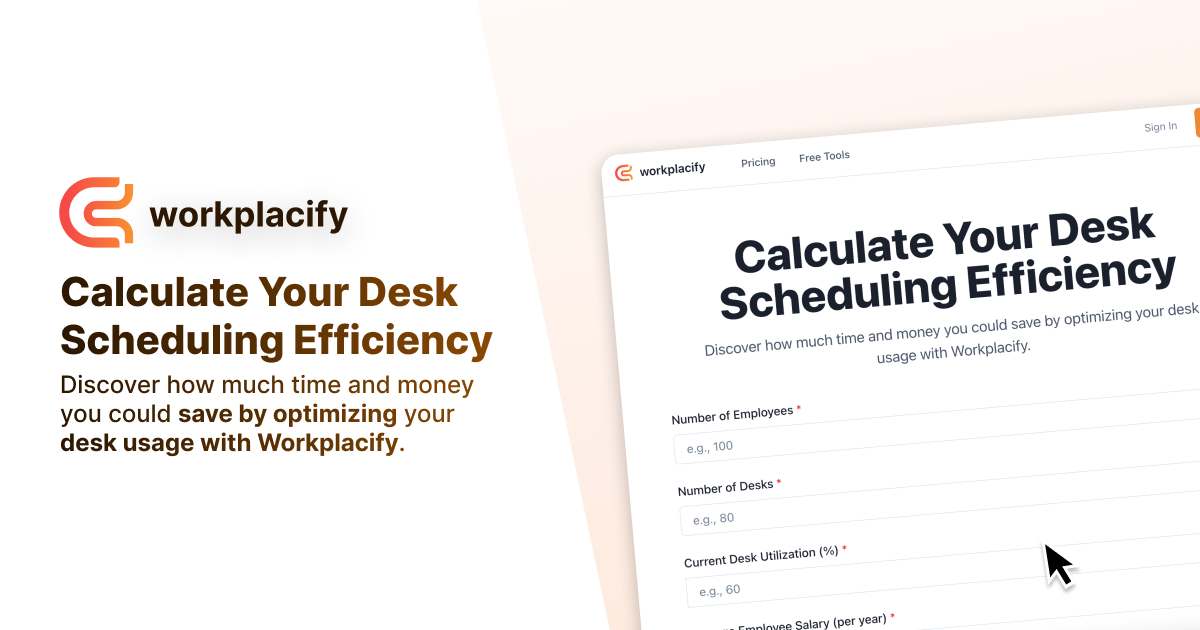 workplacify
Calculate Your Desk
Scheduling Efficiency
Discover how much time and money
you could save by optimizing your
desk usage with Workplacify.
workplacify
Pricing
Free Tools
Sign In
Calculate Your Desk
Scheduling Efficiency
Discover how much time and money you could save by optimizing your desk
usage with Workplacify.
Number of Employees *
e.g., 100
Number of Desks *
e.g., 80
Current Desk Utilization (%) *
e.g., 60
Employee Salary (per year) *